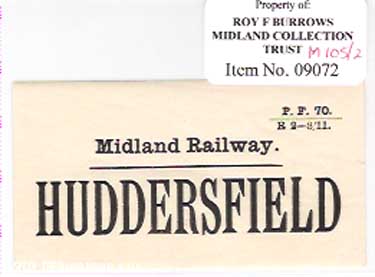 Property of:
ROY F BURROWS
MIDLAND COLLECTION
TRUST M105/2
Item No. 09072
P. F. 70.
R 2—8/11.
Midland Railway.
HUDDERSFIELD